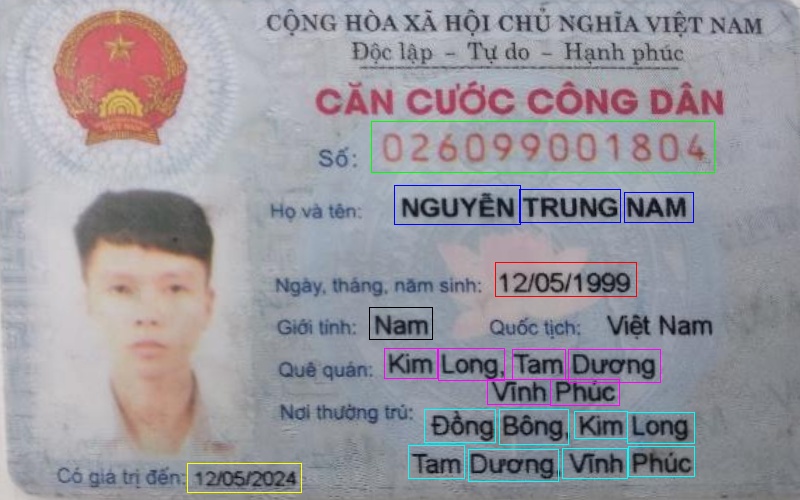 CỘNG HÒA XÃ HỘI CHỦ NGHĨA VIỆT NAM
Độc lập – Tự do – Hạnh phúc
CĂN CƯỚC CÔNG DÂN
Số: 026099001804
Họ và tên: NGUYỄN TRUNG NAM
Ngày, tháng, năm sinh: 12/05/1999
Giới tính: Nam Quốc tịch: Việt Nam
Quê quán: Kim Long, Tam Dương
Vĩnh Phúc
Nơi thường trú: Đồng Bông, Kim Long
Tam Dương, Vĩnh Phúc
Có giá trị đến: 12/05/2024